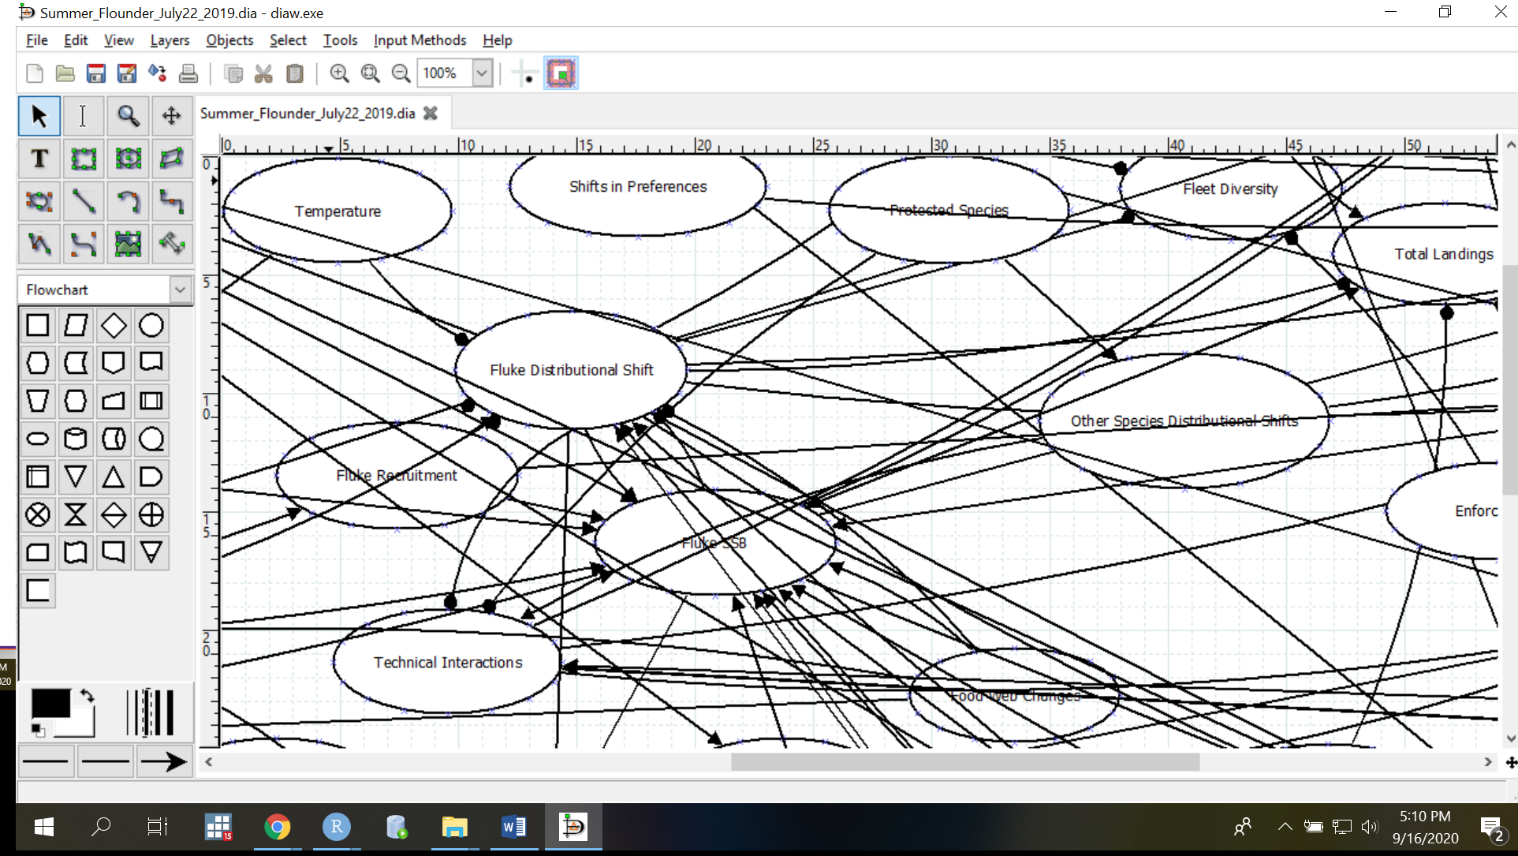 Summer_Flounder_July22_2019.dia - diaw.exe
File Edit View Layers Objects Select Tools Input Methods Help
100%
Summer_Flounder_July22_2019.dia
0 5 10 15 20 25 30 35 40 45 50
0
5
10
15
20
T
Flowchart
Temperature
Shifts in Preferences
Protected Species
Fleet Diversity
Total Landings
Fluke Distributional Shift
Other Species Distributional Shifts
Fluke Recruitment
Enforc
Fluke SSB
Technical Interactions
Food Web Changes
M
020
15
R
W
5:10 PM
9/16/2020
2